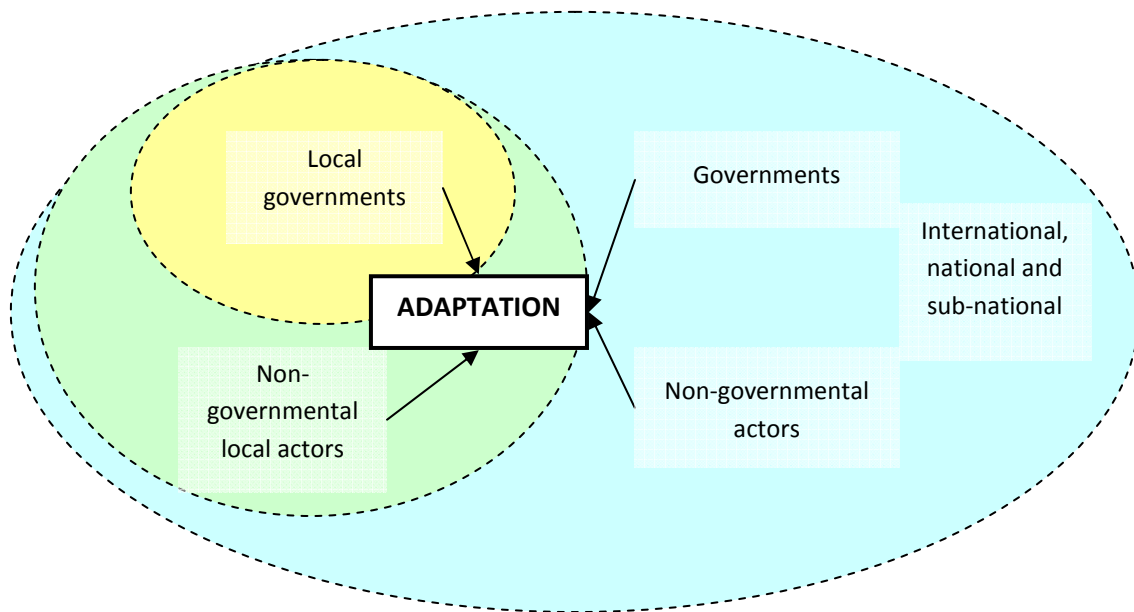 Local
governments
Governments
International,
national and
sub-national
ADAPTATION
Non-
governmental
local actors
Non-governmental
actors